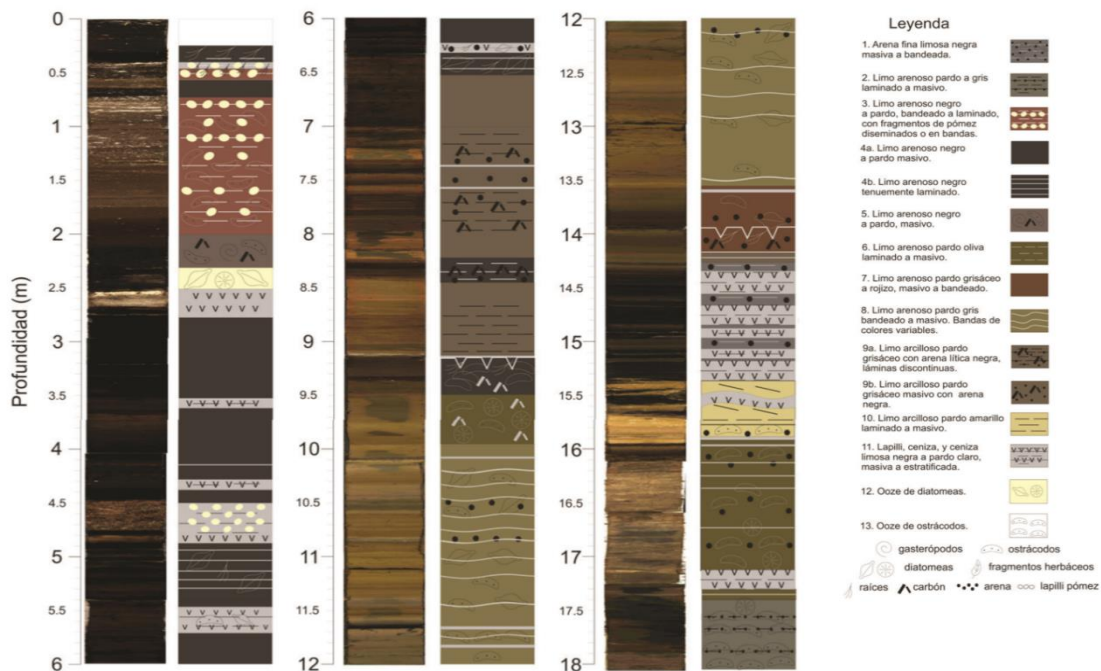 Profundidad (m)
0
0.5
1
1.5
2
2.5
3
3.5
4
4.5
5
5.5
6
6
6.5
7
7.5
8
8.5
9
9.5
10
10.5
11
11.5
12
12
12.5
13
13.5
14
14.5
15
15.5
16
16.5
17
17.5
18
Leyenda
1. Arena fina limosa negra
masiva a bandeada.
2. Limo arenoso pardo a gris
laminado a masivo.
3. Limo arenoso negro
a pardo, bandeado a laminado,
con fragmentos de pómez
diseminados o en bandas.
4a. Limo arenoso negro
a pardo masivo.
4b. Limo arenoso negro
tenuemente laminado.
5. Limo arenoso negro
a pardo, masivo.
6. Limo arenoso pardo oliva
laminado a masivo.
7. Limo arenoso pardo grisáceo
a rojizo, masivo a bandeado.
8. Limo arenoso pardo gris
bandeado a masivo. Bandas de
colores variables.
9a. Limo arcilloso pardo
grisáceo con arena lítica negra,
láminas discontinuas.
9b. Limo arcilloso pardo
grisáceo masivo con arena
negra.
10. Limo arcilloso pardo amarillo
laminado a masivo.
11. Lapilli, ceniza, y ceniza
limosa negra a pardo claro,
masiva a estratificada.
12. Ooze de diatomeas.
13. Ooze de ostrácodos.
gasterópodos ostrácodos
diatomeas fragmentos herbáceos
raíces carbón arena lapilli pómez